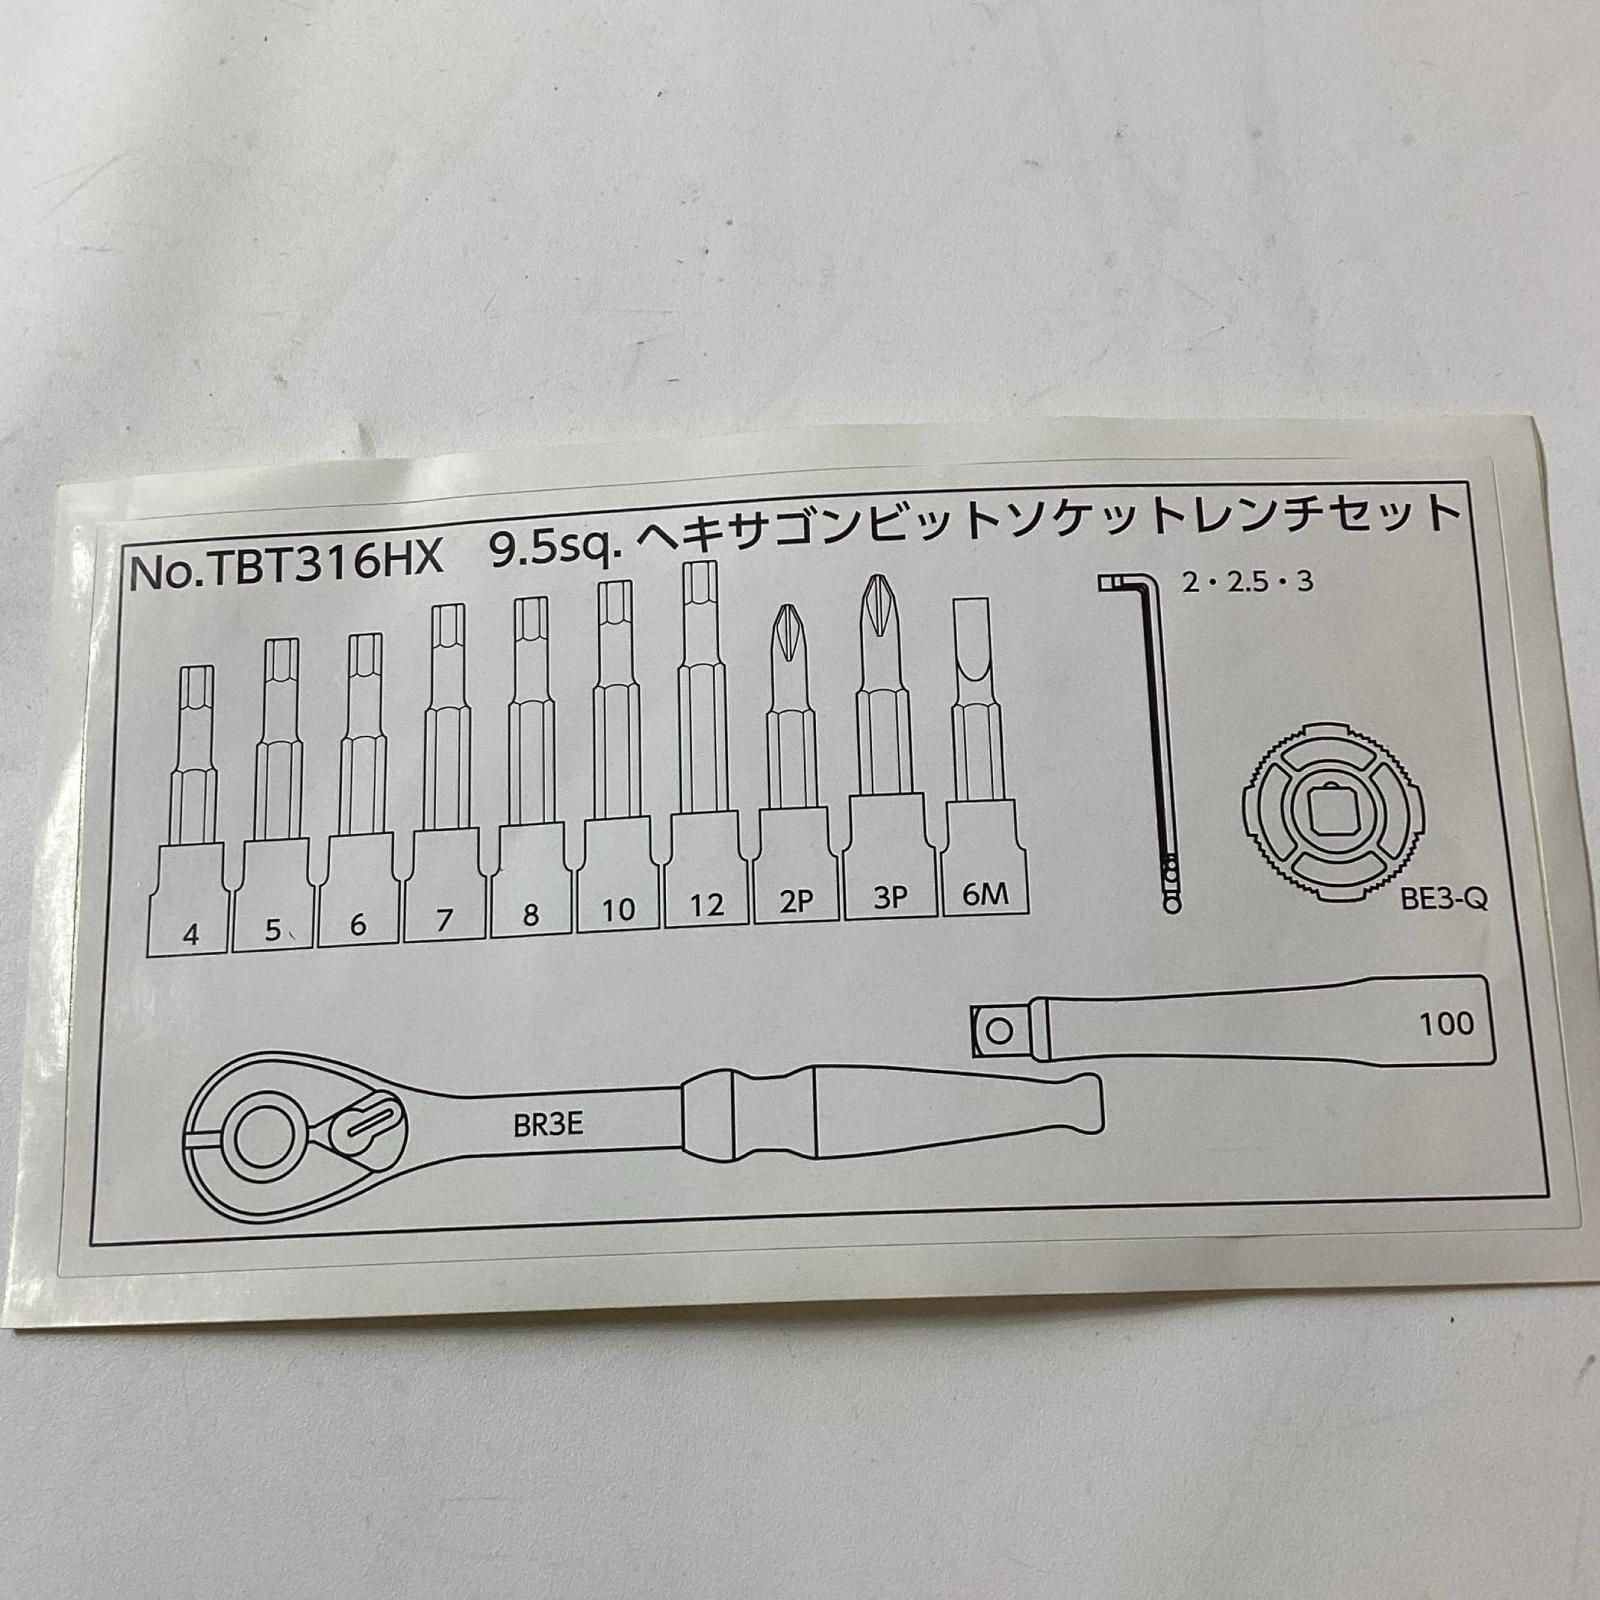 No.TBT316HX 9.5sq. ヘキサゴンビットソケットレンチセット
2・2.5・3
4 5 6 7 8 10 12 2P 3P 6M
BE3-Q
100
BR3E